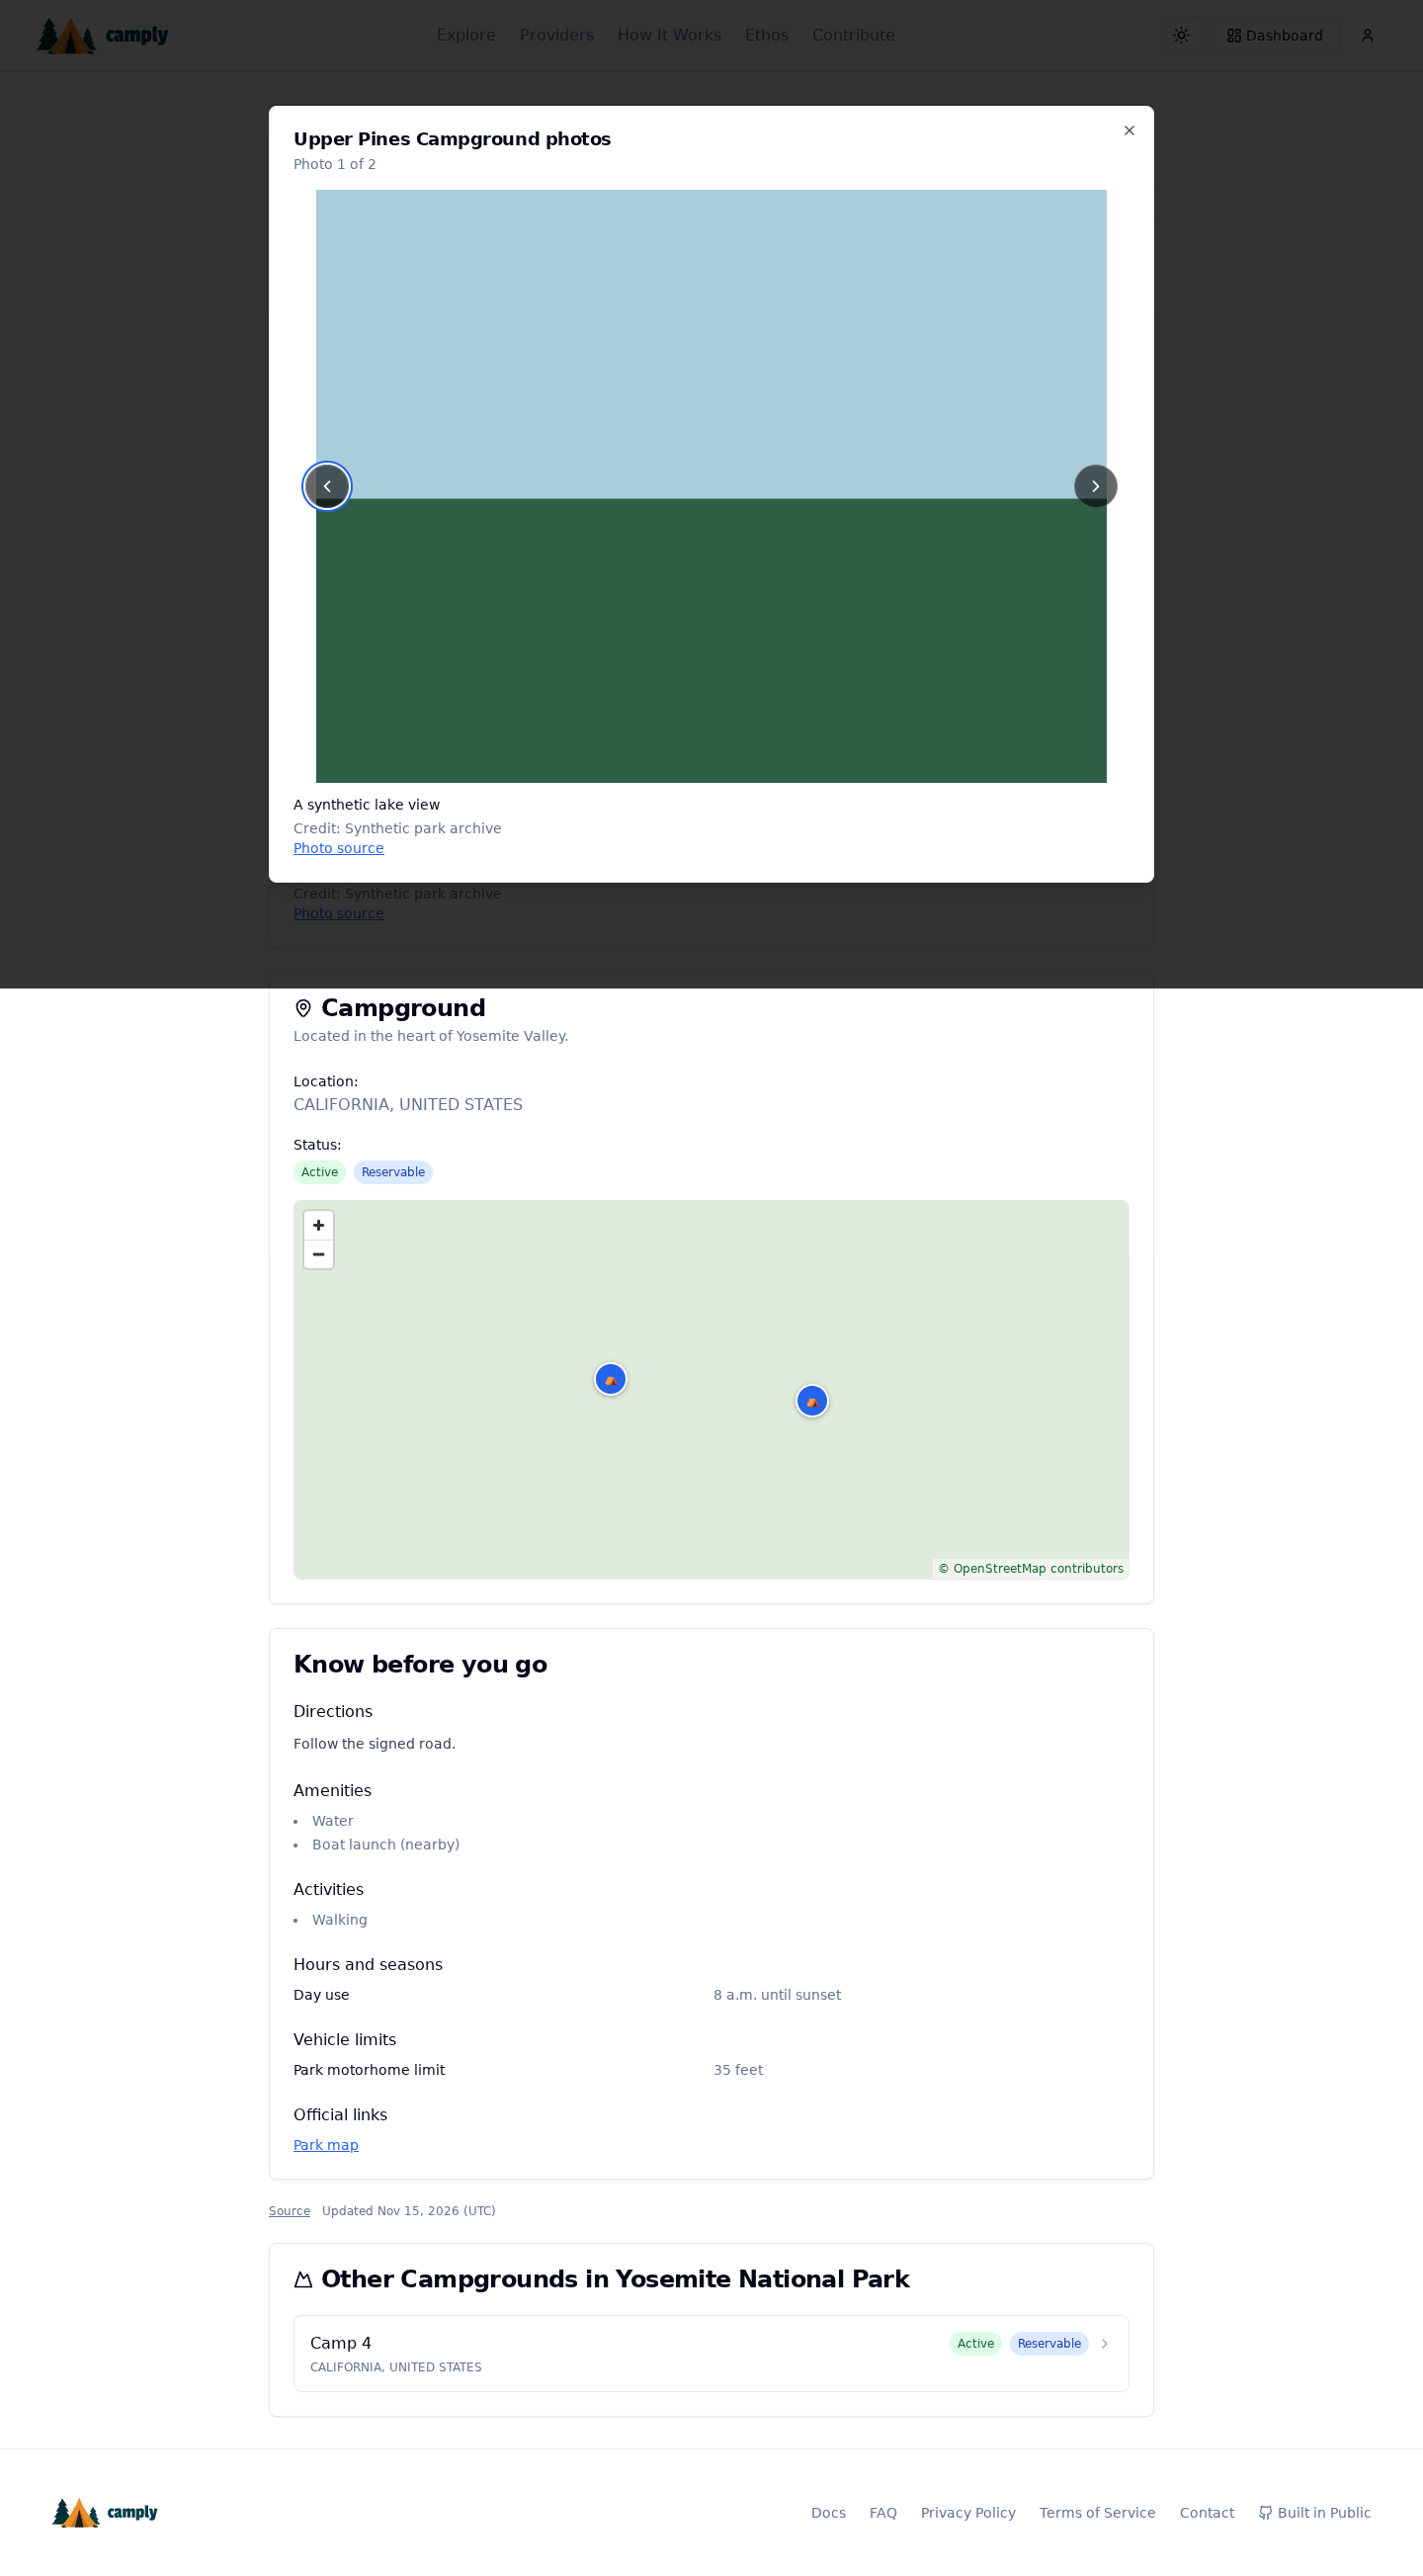 camply
Explore Providers How It Works Ethos Contribute
Dashboard
Upper Pines Campground photos
Photo 1 of 2
A synthetic lake view
Credit: Synthetic park archive
Photo source
Credit: Synthetic park archive
Photo source
Campground
Located in the heart of Yosemite Valley.
Location:
CALIFORNIA, UNITED STATES
Status:
Active Reservable
© OpenStreetMap contributors
Know before you go
Directions
Follow the signed road.
Amenities
• Water
• Boat launch (nearby)
Activities
• Walking
Hours and seasons
Day use 8 a.m. until sunset
Vehicle limits
Park motorhome limit 35 feet
Official links
Park map
Source Updated Nov 15, 2026 (UTC)
Other Campgrounds in Yosemite National Park
Camp 4 Active Reservable
CALIFORNIA, UNITED STATES
camply
Docs FAQ Privacy Policy Terms of Service Contact Built in Public